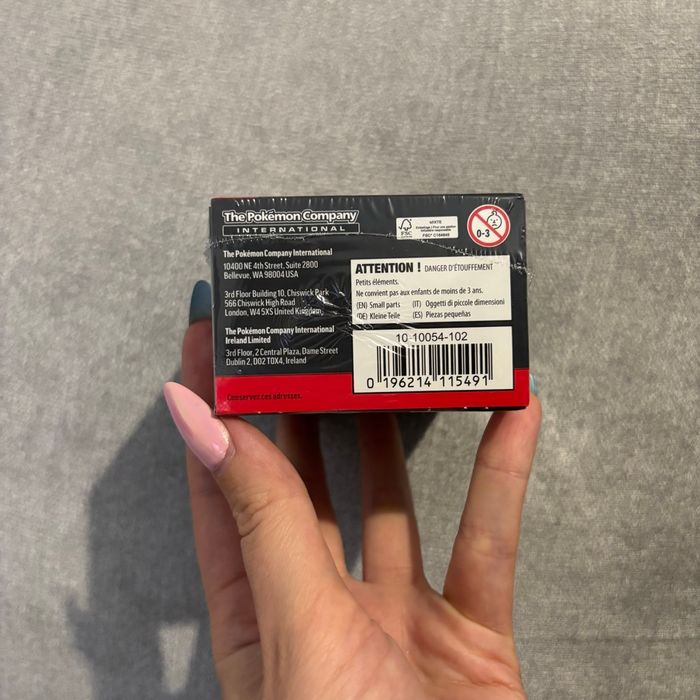 The Pokémon Company
INTERNATIONAL
The Pokémon Company International
10400 NE 4th Street, Suite 2800
Bellevue, WA 98004 USA
3rd Floor Building 10, Chiswick Park
566 Chiswick High Road
London, W4 5XS United Kingdom
The Pokémon Company International
Ireland Limited
3rd Floor, 2 Central Plaza, Dame Street
Dublin 2, D02 T0X4, Ireland
Conservez ces adresses.
FSC
MIXTE
0-3
ATTENTION ! DANGER D'ÉTOUFFEMENT
Petits éléments.
Ne convient pas aux enfants de moins de 3 ans.
(EN) Small parts (IT) Oggetti di piccole dimensioni
(DE) Kleine Teile (ES) Piezas pequeñas
10-10054-102
0 196214 115491